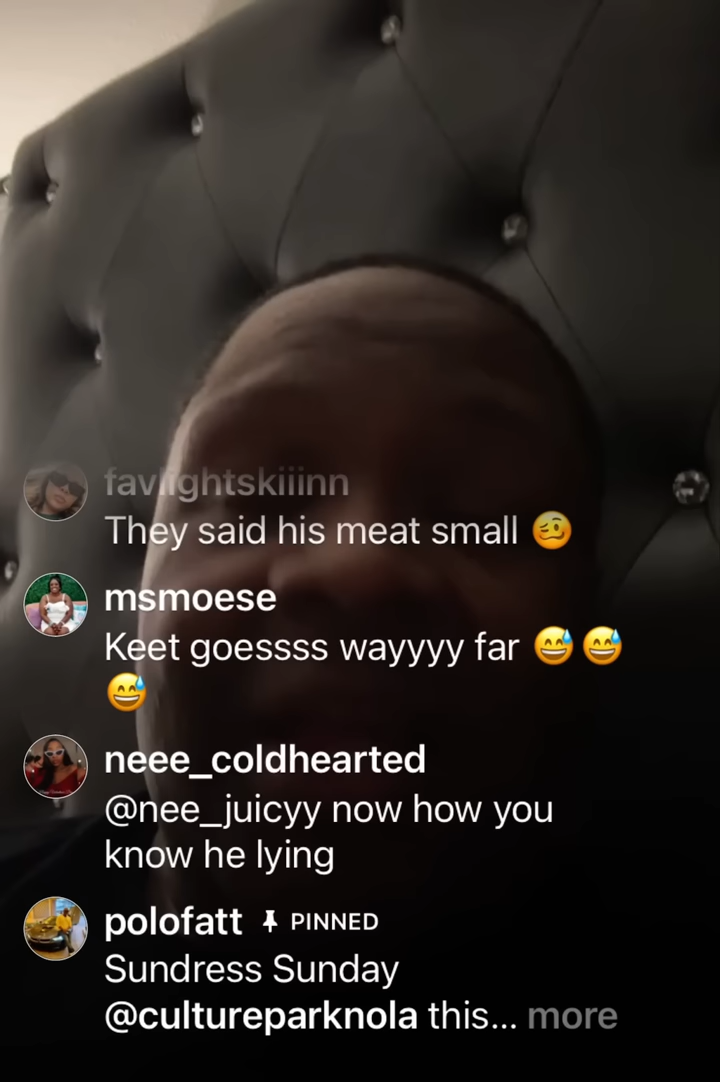 favlightskiiinn
They said his meat small 🥴
msmoese
Keet goessss wayyyy far 😅😅
😅
neee_coldhearted
@nee_juicyy now how you
know he lying
polofatt PINNED
Sundress Sunday
@cultureparknola this... more